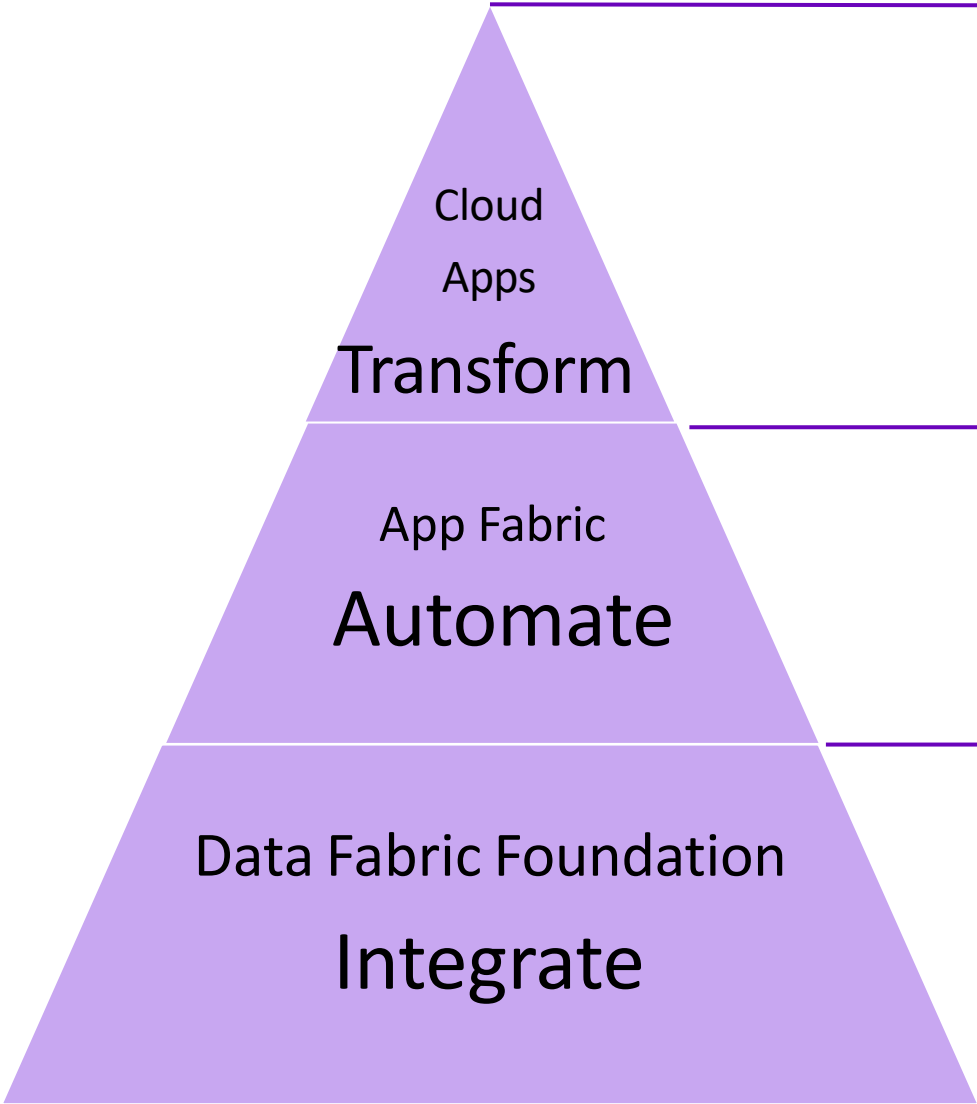 Cloud
Apps
Transform
App Fabric
Automate
Data Fabric Foundation
Integrate